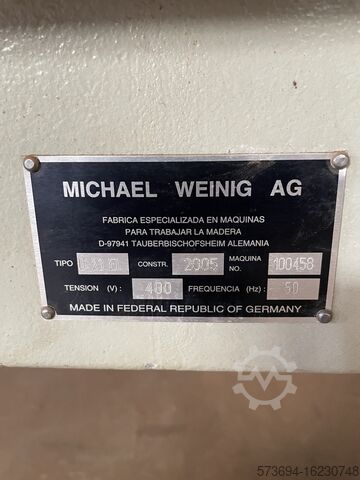 MICHAEL WEINIG AG
FABRICA ESPECIALIZADA EN MAQUINAS
PARA TRABAJAR LA MADERA
D-97941 TAUBERBISCHOFSHEIM ALEMANIA
TIPO CONSTR. 2005 MAQUINA NO. 100458
TENSION (V): 400 FREQUENCIA (Hz): 50
MADE IN FEDERAL REPUBLIC OF GERMANY
573694-16230748